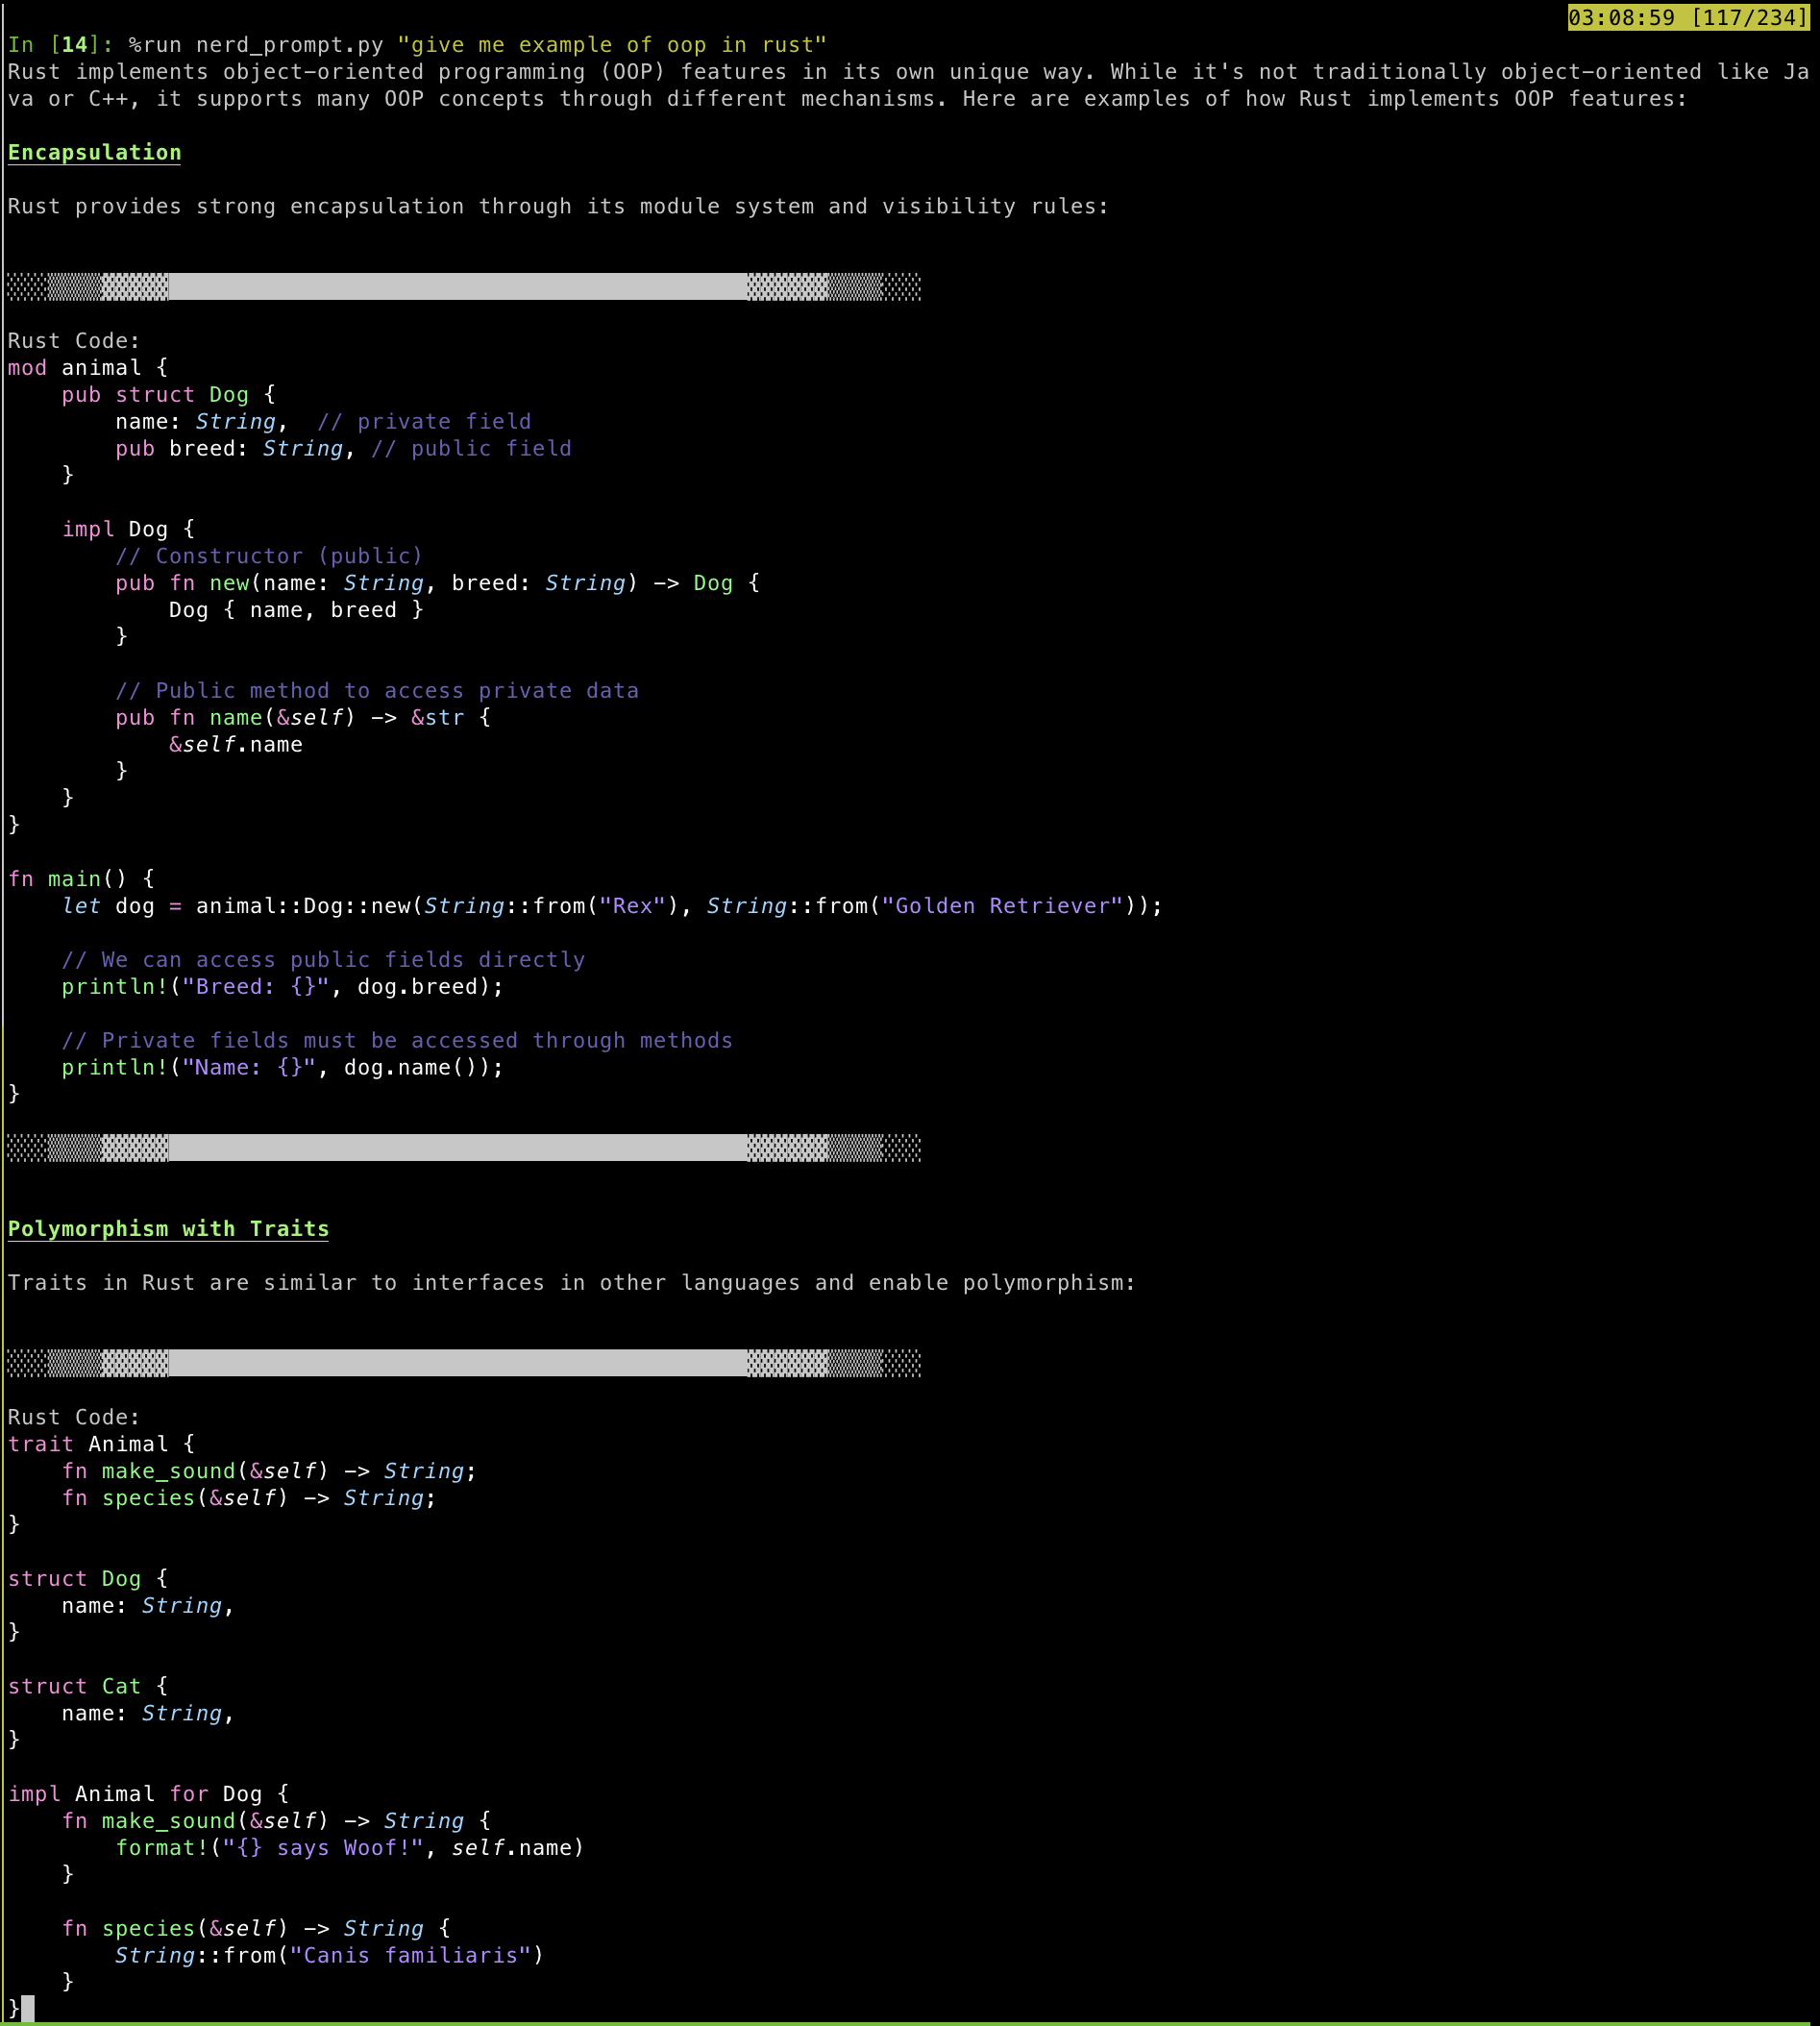 03:08:59 [117/234]
In [14]: %run nerd_prompt.py "give me example of oop in rust"
Rust implements object-oriented programming (OOP) features in its own unique way. While it's not traditionally object-oriented like Ja
va or C++, it supports many OOP concepts through different mechanisms. Here are examples of how Rust implements OOP features:

Encapsulation

Rust provides strong encapsulation through its module system and visibility rules:

Rust Code:
mod animal {
    pub struct Dog {
        name: String,  // private field
        pub breed: String, // public field
    }

    impl Dog {
        // Constructor (public)
        pub fn new(name: String, breed: String) -> Dog {
            Dog { name, breed }
        }

        // Public method to access private data
        pub fn name(&self) -> &str {
            &self.name
        }
    }
}

fn main() {
    let dog = animal::Dog::new(String::from("Rex"), String::from("Golden Retriever"));

    // We can access public fields directly
    println!("Breed: {}", dog.breed);

    // Private fields must be accessed through methods
    println!("Name: {}", dog.name());
}

Polymorphism with Traits

Traits in Rust are similar to interfaces in other languages and enable polymorphism:

Rust Code:
trait Animal {
    fn make_sound(&self) -> String;
    fn species(&self) -> String;
}

struct Dog {
    name: String,
}

struct Cat {
    name: String,
}

impl Animal for Dog {
    fn make_sound(&self) -> String {
        format!("{} says Woof!", self.name)
    }

    fn species(&self) -> String {
        String::from("Canis familiaris")
    }
}